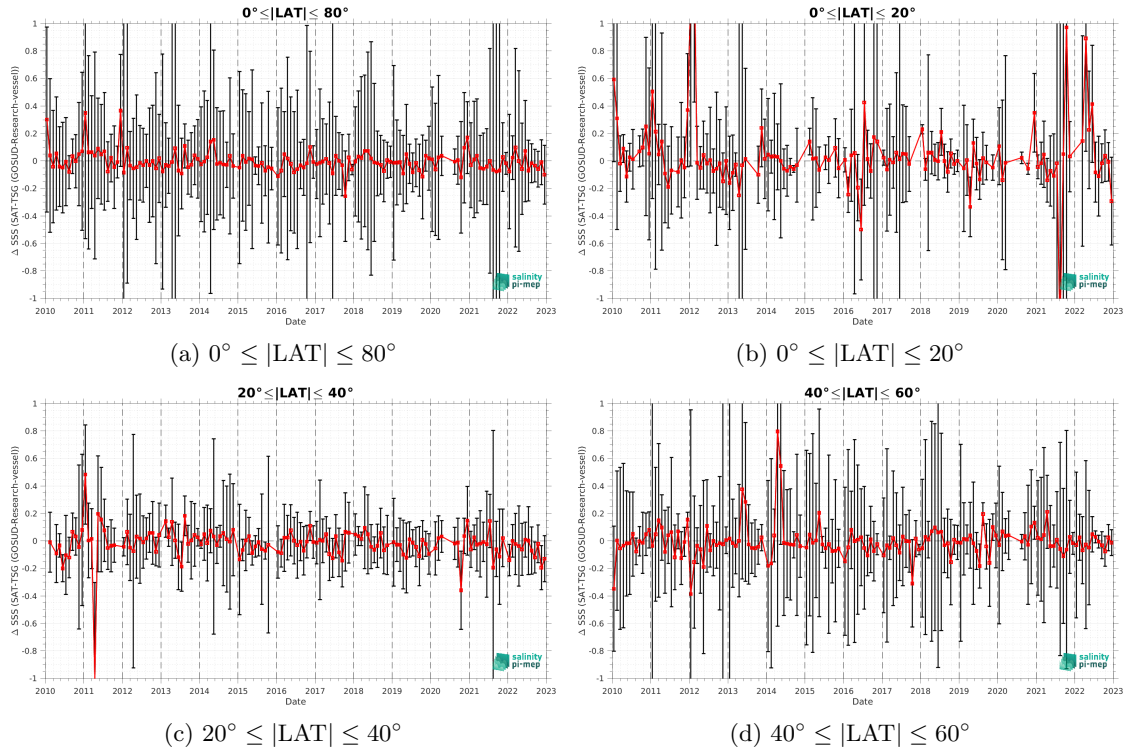 0°≤|LAT|≤ 80°
Δ SSS (SAT-TSG (GOSUD-Research-vessel))
1
0.8
0.6
0.4
0.2
0
-0.2
-0.4
-0.6
-0.8
-1
salinity
pi-mep
2010 2011 2012 2013 2014 2015 2016 2017 2018 2019 2020 2021 2022 2023
Date
(a) 0° ≤ |LAT| ≤ 80°
0°≤|LAT|≤ 20°
Δ SSS (SAT-TSG (GOSUD-Research-vessel))
1
0.8
0.6
0.4
0.2
0
-0.2
-0.4
-0.6
-0.8
-1
salinity
pi-mep
2010 2011 2012 2013 2014 2015 2016 2017 2018 2019 2020 2021 2022 2023
Date
(b) 0° ≤ |LAT| ≤ 20°
20°≤|LAT|≤ 40°
Δ SSS (SAT-TSG (GOSUD-Research-vessel))
1
0.8
0.6
0.4
0.2
0
-0.2
-0.4
-0.6
-0.8
-1
salinity
pi-mep
2010 2011 2012 2013 2014 2015 2016 2017 2018 2019 2020 2021 2022 2023
Date
(c) 20° ≤ |LAT| ≤ 40°
40°≤|LAT|≤ 60°
Δ SSS (SAT-TSG (GOSUD-Research-vessel))
1
0.8
0.6
0.4
0.2
0
-0.2
-0.4
-0.6
-0.8
-1
salinity
pi-mep
2010 2011 2012 2013 2014 2015 2016 2017 2018 2019 2020 2021 2022 2023
Date
(d) 40° ≤ |LAT| ≤ 60°